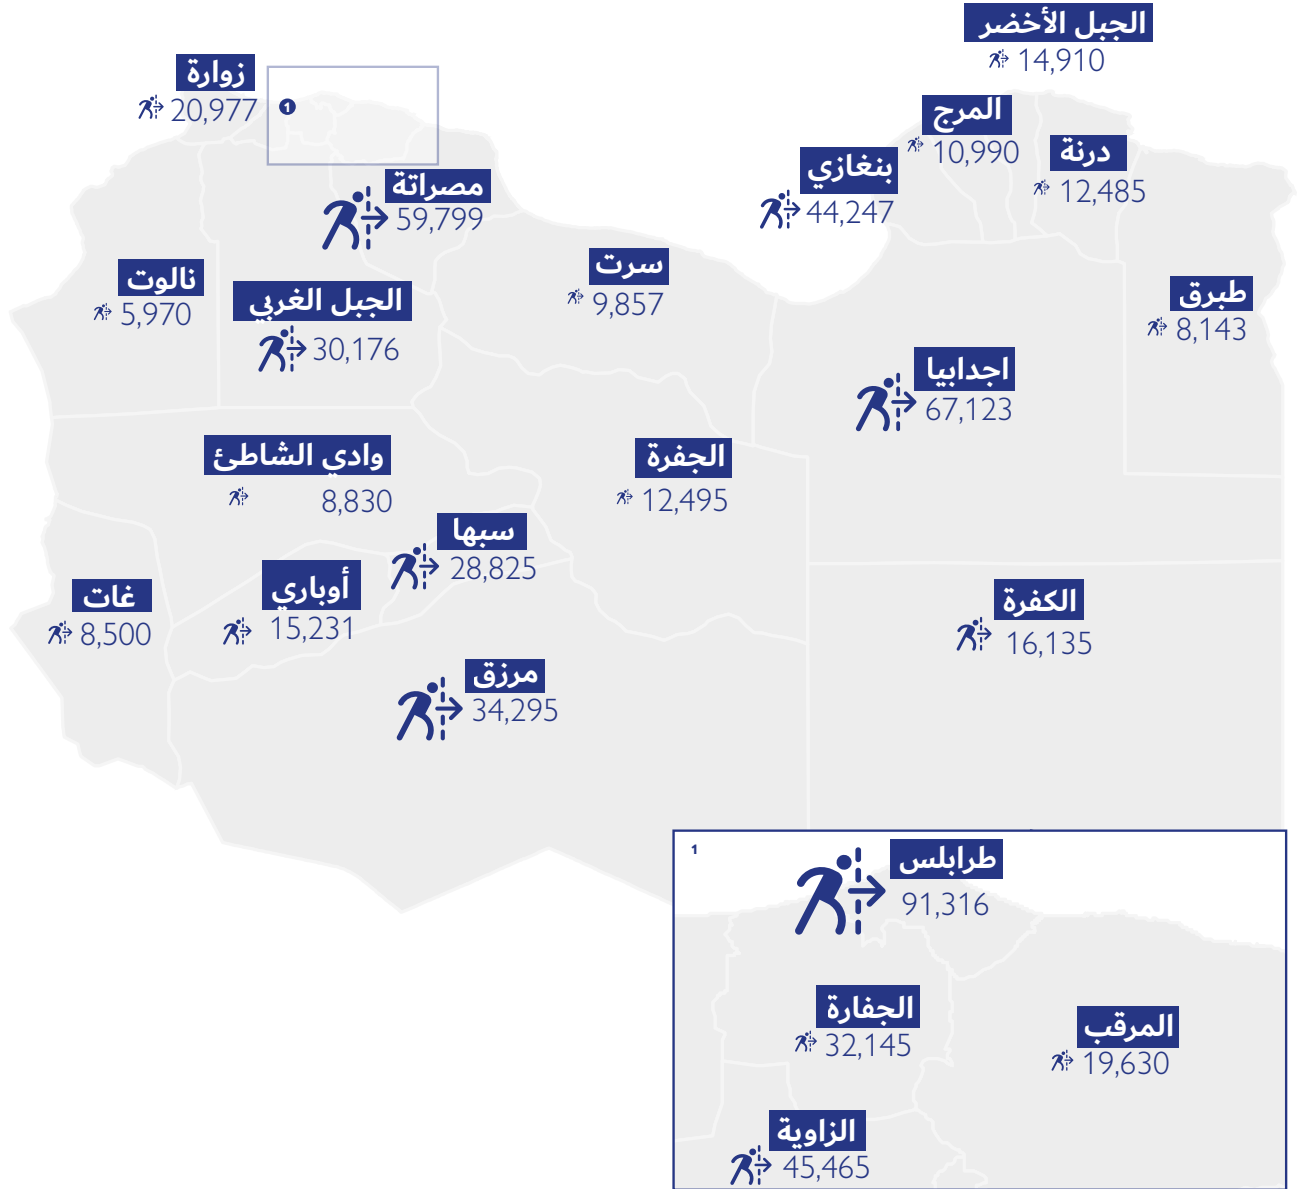 الجبل الأخضر
14,910
زوارة
20,977
1
المرج
10,990
درنة
12,485
بنغازي
44,247
مصراتة
59,799
سرت
9,857
نالوت
5,970
الجبل الغربي
30,176
طبرق
8,143
اجدابيا
67,123
وادي الشاطئ
8,830
الجفرة
12,495
سبها
28,825
أوباري
15,231
غات
8,500
الكفرة
16,135
مرزق
34,295
1
طرابلس
91,316
الجفارة
32,145
المرقب
19,630
الزاوية
45,465